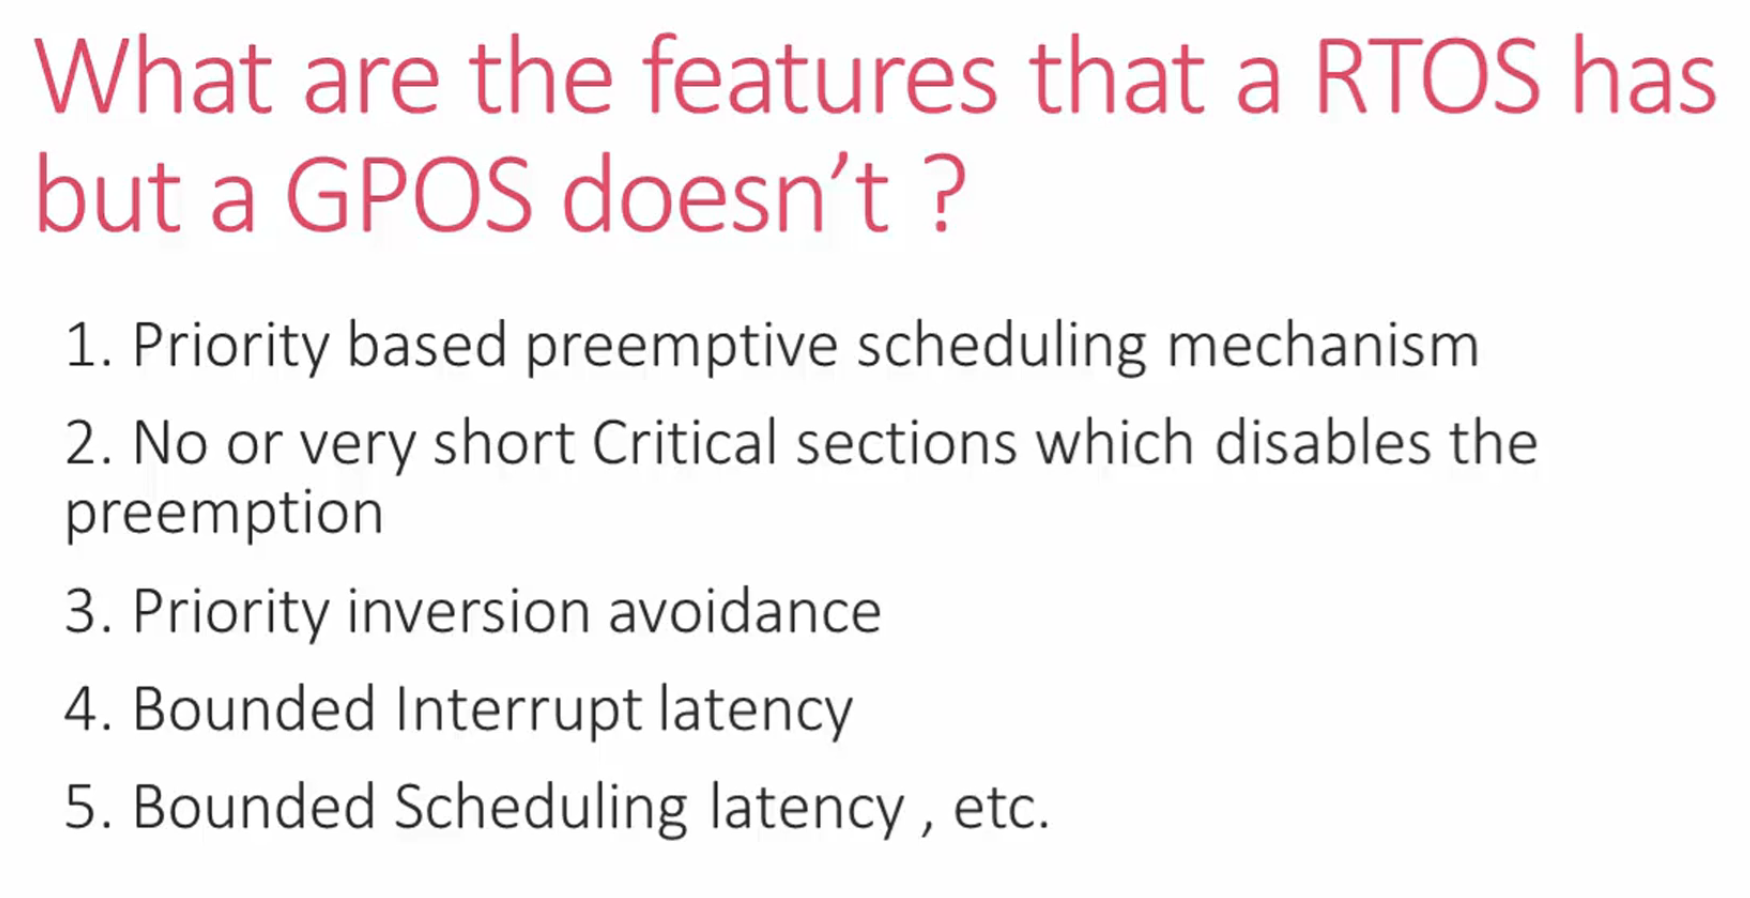 What are the features that a RTOS has
but a GPOS doesn’t ?
1. Priority based preemptive scheduling mechanism
2. No or very short Critical sections which disables the
preemption
3. Priority inversion avoidance
4. Bounded Interrupt latency
5. Bounded Scheduling latency , etc.